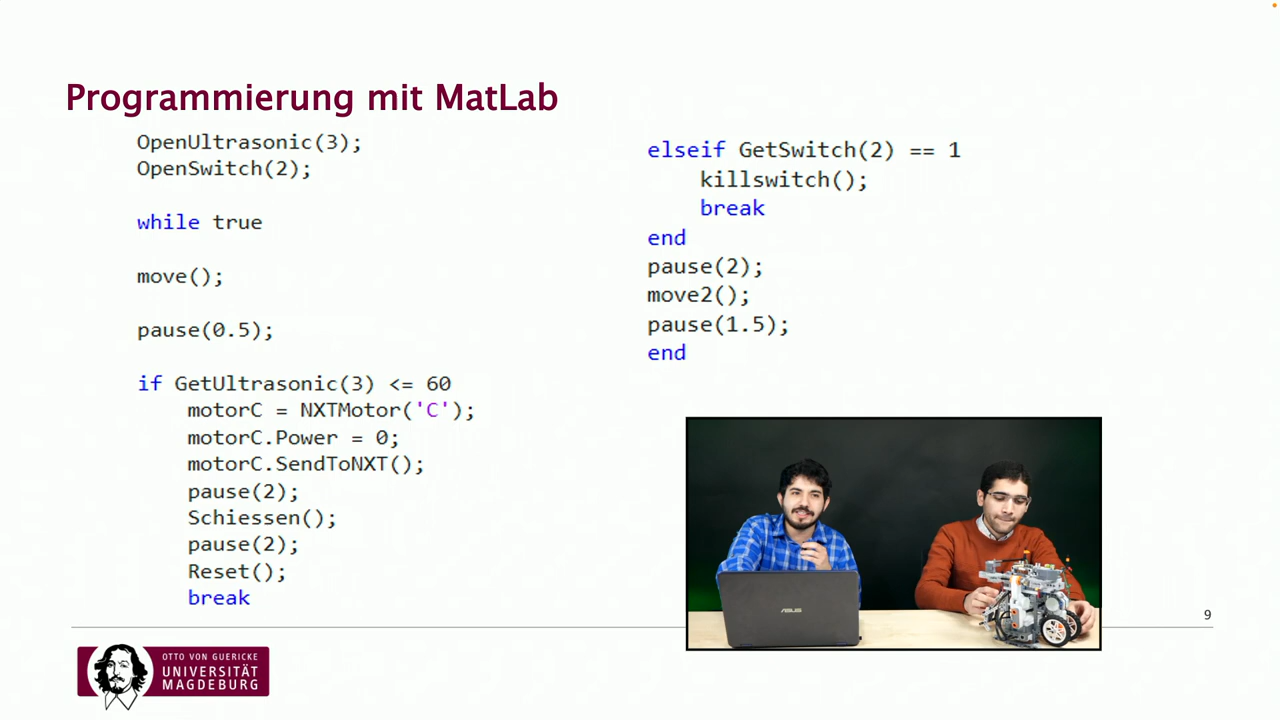 Programmierung mit MatLab
OpenUltrasonic(3);
OpenSwitch(2);
while true
move();
pause(0.5);
if GetUltrasonic(3) <= 60
motorC = NXTMotor('C');
motorC.Power = 0;
motorC.SendToNXT();
pause(2);
Schiessen();
pause(2);
Reset();
break
elseif GetSwitch(2) == 1
killswitch();
break
end
pause(2);
move2();
pause(1.5);
end
ASUS
9
OTTO VON GUERICKE
UNIVERSITÄT
MAGDEBURG